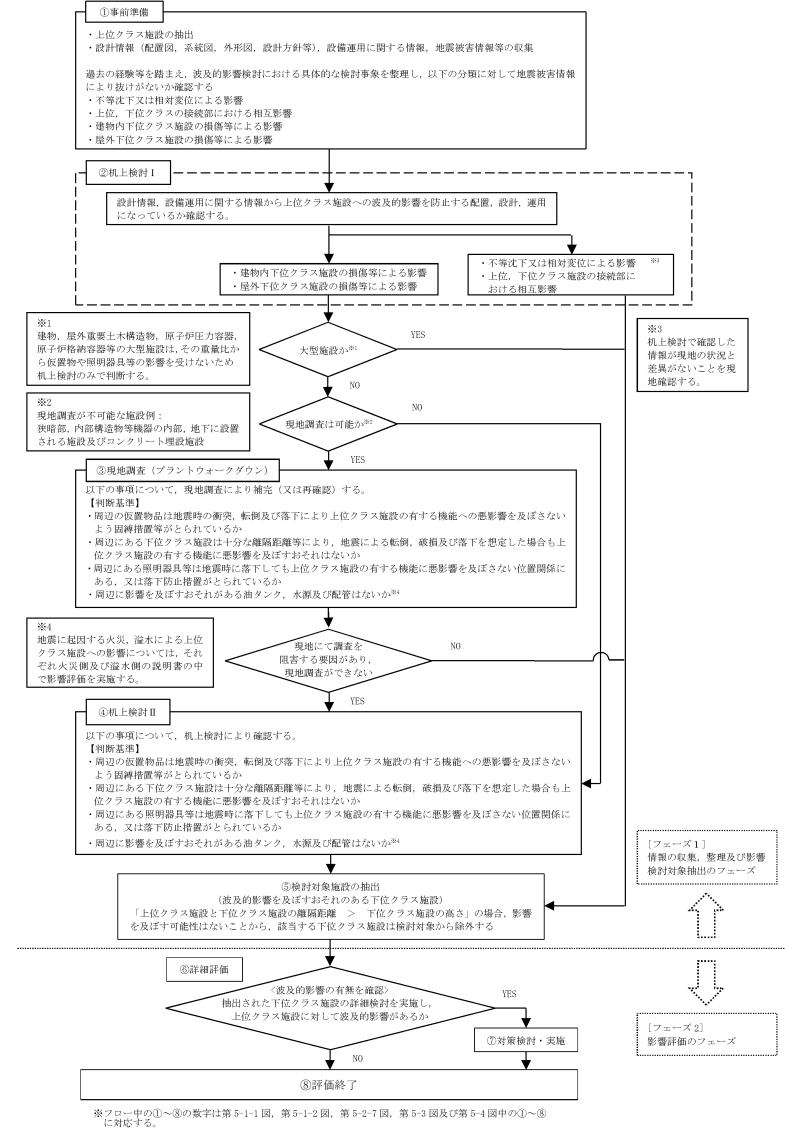 ①事前準備
・上位クラス施設の抽出
・設計情報（配置図，系統図，外形図，設計方針等），設備運用に関する情報，地震被害情報等の収集
過去の経験等を踏まえ，波及的影響検討における具体的な検討事象を整理し，以下の分類に対して地震被害情報
により抜けがないか確認する
・不等沈下又は相対変位による影響
・上位，下位クラスの接続部における相互影響
・建物内下位クラス施設の損傷等による影響
・屋外下位クラス施設の損傷等による影響
②机上検討Ⅰ
設計情報，設備運用に関する情報から上位クラス施設への波及的影響を防止する配置，設計，運用
になっているか確認する。
・建物内下位クラス施設の損傷等による影響
・屋外下位クラス施設の損傷等による影響
・不等沈下又は相対変位による影響　※3
・上位，下位クラス施設の接続部に
おける相互影響
※1
建物，屋外重要土木構造物，原子炉圧力容器，
原子炉格納容器等の大型施設は，その重量比か
ら仮置物や照明器具等の影響を受けないため
机上検討のみで判断する。
大型施設か※1
YES
NO
※3
机上検討で確認した
情報が現地の状況と
差異がないことを現
地確認する。
※2
現地調査が不可能な施設例：
狭暗部，内部構造物等機器の内部，地下に設置
される施設及びコンクリート埋設施設
現地調査は可能か※2
NO
YES
③現地調査（プラントウォークダウン）
以下の事項について，現地調査により補完（又は再確認）する。
【判断基準】
・周辺の仮置物品は地震時の衝突，転倒及び落下により上位クラス施設の有する機能への悪影響を及ぼさない
よう固縛措置等がとられているか
・周辺にある下位クラス施設は十分な離隔距離等により，地震による転倒，破損及び落下を想定した場合も上
位クラス施設の有する機能に悪影響を及ぼすおそれはないか
・周辺にある照明器具等は地震時に落下しても上位クラス施設の有する機能に悪影響を及ぼさない位置関係に
ある，又は落下防止措置がとられているか
・周辺に影響を及ぼすおそれがある油タンク，水源及び配管はないか※4
※4
地震に起因する火災，溢水による上位
クラス施設への影響については，それ
ぞれ火災側及び溢水側の説明書の中
で影響評価を実施する。
現地にて調査を
阻害する要因があり，
現地調査ができない
NO
YES
④机上検討Ⅱ
以下の事項について，机上検討により確認する。
【判断基準】
・周辺の仮置物品は地震時の衝突，転倒及び落下により上位クラス施設の有する機能への悪影響を及ぼさない
よう固縛措置等がとられているか
・周辺にある下位クラス施設は十分な離隔距離等により，地震による転倒，破損及び落下を想定した場合も上
位クラス施設の有する機能に悪影響を及ぼすおそれはないか
・周辺にある照明器具等は地震時に落下しても上位クラス施設の有する機能に悪影響を及ぼさない位置関係に
ある，又は落下防止措置がとられているか
・周辺に影響を及ぼすおそれがある油タンク，水源及び配管はないか※4
［フェーズ１］
情報の収集，整理及び影響
検討対象抽出のフェーズ
⑤検討対象施設の抽出
（波及的影響を及ぼすおそれのある下位クラス施設）
「上位クラス施設と下位クラス施設の離隔距離　＞　下位クラス施設の高さ」の場合，影響
を及ぼす可能性はないことから，該当する下位クラス施設は検討対象から除外する
⑥詳細評価
<波及的影響の有無を確認>
抽出された下位クラス施設の詳細検討を実施し，
上位クラス施設に対して波及的影響があるか
YES
NO
⑦対策検討・実施
［フェーズ２］
影響評価のフェーズ
⑧評価終了
※フロー中の①～⑧の数字は第 5-1-1 図，第 5-1-2 図，第 5-2-7 図，第 5-3 図及び第 5-4 図中の①～⑧
に対応する。